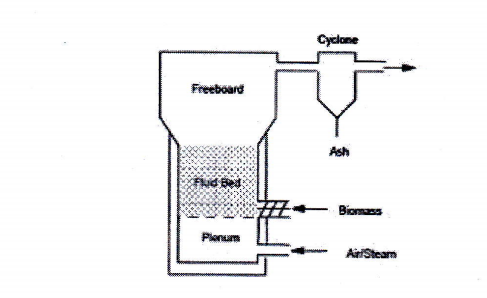 Cyclone
Freeboard
Ash
Fluid Bed
Biomass
Plenum
Air/Steam